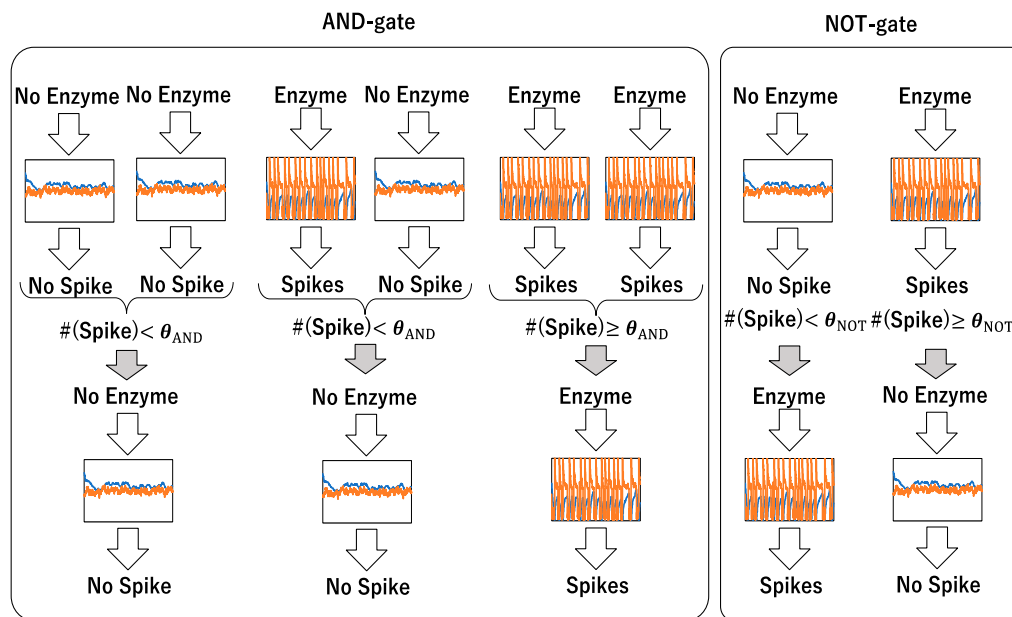 AND-gate
NOT-gate
No Enzyme No Enzyme Enzyme No Enzyme Enzyme Enzyme No Enzyme Enzyme
No Spike No Spike Spikes No Spike Spikes Spikes No Spike Spikes
#(Spike) < θAND #(Spike) < θAND #(Spike) ≥ θAND #(Spike) < θNOT #(Spike) ≥ θNOT
No Enzyme No Enzyme Enzyme Enzyme No Enzyme
No Spike No Spike Spikes Spikes No Spike